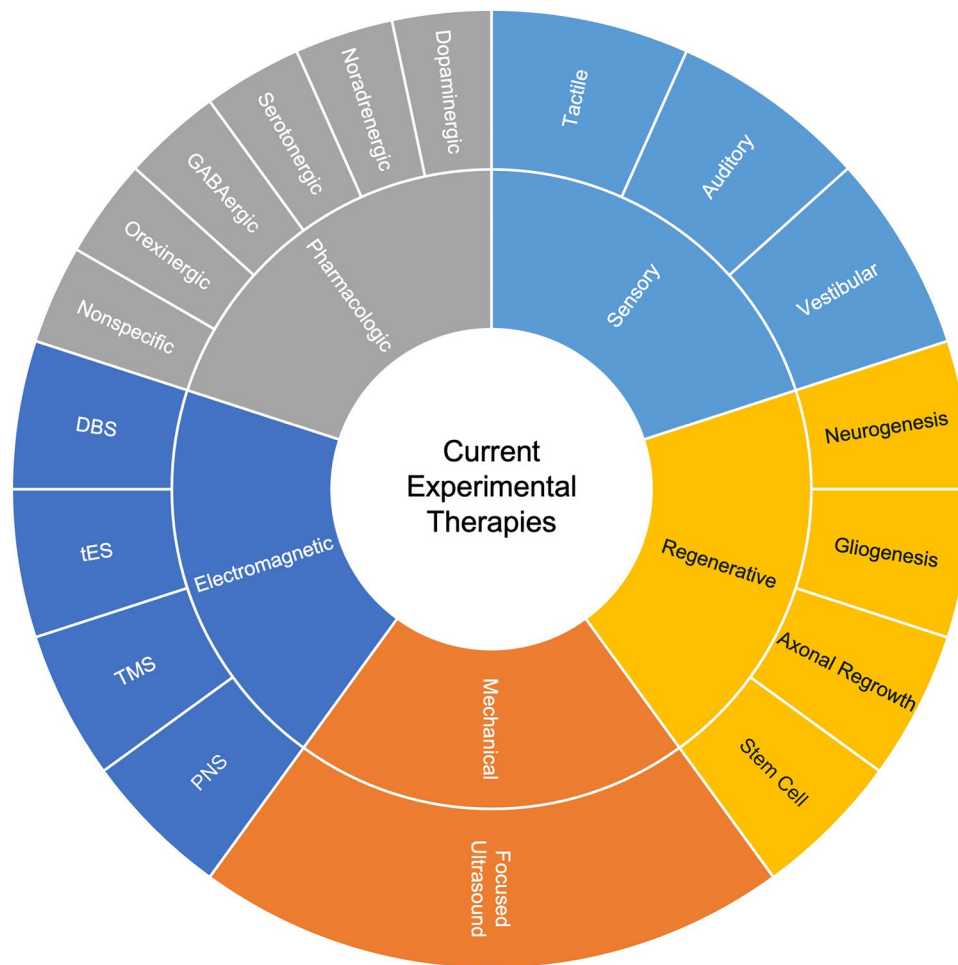 Current
Experimental
Therapies
Sensory
Tactile
Auditory
Vestibular
Regenerative
Neurogenesis
Gliogenesis
Axonal Regrowth
Stem Cell
Mechanical
Focused
Ultrasound
Electromagnetic
PNS
TMS
tES
DBS
Pharmacologic
Nonspecific
Orexinergic
GABAergic
Serotonergic
Noradrenergic
Dopaminergic